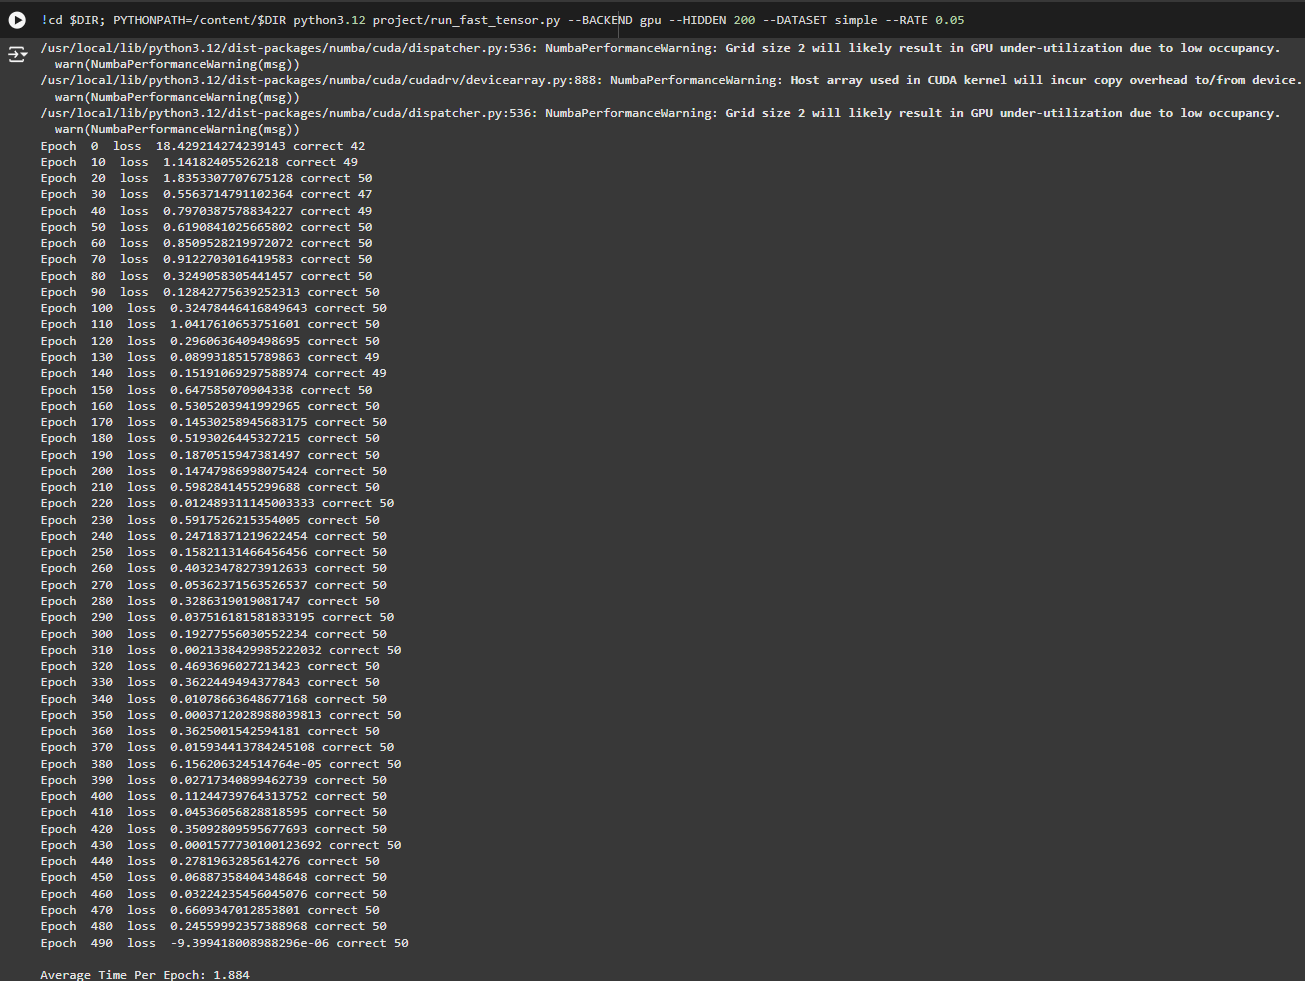 !cd $DIR; PYTHONPATH=/content/$DIR python3.12 project/run_fast_tensor.py --BACKEND gpu --HIDDEN 200 --DATASET simple --RATE 0.05
/usr/local/lib/python3.12/dist-packages/numba/cuda/dispatcher.py:536: NumbaPerformanceWarning: Grid size 2 will likely result in GPU under-utilization due to low occupancy.
  warn(NumbaPerformanceWarning(msg))
/usr/local/lib/python3.12/dist-packages/numba/cuda/cudadrv/devicearray.py:888: NumbaPerformanceWarning: Host array used in CUDA kernel will incur copy overhead to/from device.
  warn(NumbaPerformanceWarning(msg))
/usr/local/lib/python3.12/dist-packages/numba/cuda/dispatcher.py:536: NumbaPerformanceWarning: Grid size 2 will likely result in GPU under-utilization due to low occupancy.
  warn(NumbaPerformanceWarning(msg))
Epoch  0  loss  18.429214274239143 correct 42
Epoch  10  loss  1.14182405526218 correct 49
Epoch  20  loss  1.8353307707675128 correct 50
Epoch  30  loss  0.5563714791102364 correct 47
Epoch  40  loss  0.7970387578834227 correct 49
Epoch  50  loss  0.6190841025665802 correct 50
Epoch  60  loss  0.8509528219972072 correct 50
Epoch  70  loss  0.9122703016419583 correct 50
Epoch  80  loss  0.3249058305441457 correct 50
Epoch  90  loss  0.12842775639252313 correct 50
Epoch  100  loss  0.32478446416849643 correct 50
Epoch  110  loss  1.0417610653751601 correct 50
Epoch  120  loss  0.2960636409498695 correct 50
Epoch  130  loss  0.0899318515789863 correct 49
Epoch  140  loss  0.15191069297588974 correct 49
Epoch  150  loss  0.647585070904338 correct 50
Epoch  160  loss  0.5305203941992965 correct 50
Epoch  170  loss  0.14530258945683175 correct 50
Epoch  180  loss  0.5193026445327215 correct 50
Epoch  190  loss  0.1870515947381497 correct 50
Epoch  200  loss  0.14747986998075424 correct 50
Epoch  210  loss  0.5982841455299688 correct 50
Epoch  220  loss  0.012489311145003333 correct 50
Epoch  230  loss  0.5917526215354005 correct 50
Epoch  240  loss  0.24718371219622454 correct 50
Epoch  250  loss  0.15821131466456456 correct 50
Epoch  260  loss  0.40323478273912633 correct 50
Epoch  270  loss  0.05362371563526537 correct 50
Epoch  280  loss  0.3286319019081747 correct 50
Epoch  290  loss  0.037516181581833195 correct 50
Epoch  300  loss  0.19277556030552234 correct 50
Epoch  310  loss  0.0021338429985222032 correct 50
Epoch  320  loss  0.4693696027213423 correct 50
Epoch  330  loss  0.3622449494377843 correct 50
Epoch  340  loss  0.01078663648677168 correct 50
Epoch  350  loss  0.0003712028988039813 correct 50
Epoch  360  loss  0.3625001542594181 correct 50
Epoch  370  loss  0.015934413784245108 correct 50
Epoch  380  loss  6.156206324514764e-05 correct 50
Epoch  390  loss  0.02717340899462739 correct 50
Epoch  400  loss  0.11244739764313752 correct 50
Epoch  410  loss  0.04536056828818595 correct 50
Epoch  420  loss  0.35092809595677693 correct 50
Epoch  430  loss  0.0001577730100123692 correct 50
Epoch  440  loss  0.2781963285614276 correct 50
Epoch  450  loss  0.06887358404348648 correct 50
Epoch  460  loss  0.03224235456045076 correct 50
Epoch  470  loss  0.6609347012853801 correct 50
Epoch  480  loss  0.24559992357388968 correct 50
Epoch  490  loss  -9.399418008988296e-06 correct 50
Average Time Per Epoch: 1.884